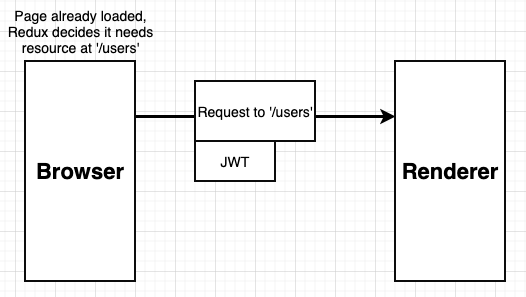 Page already loaded,
Redux decides it needs
resource at '/users'
Browser
Request to '/users'
JWT
Renderer